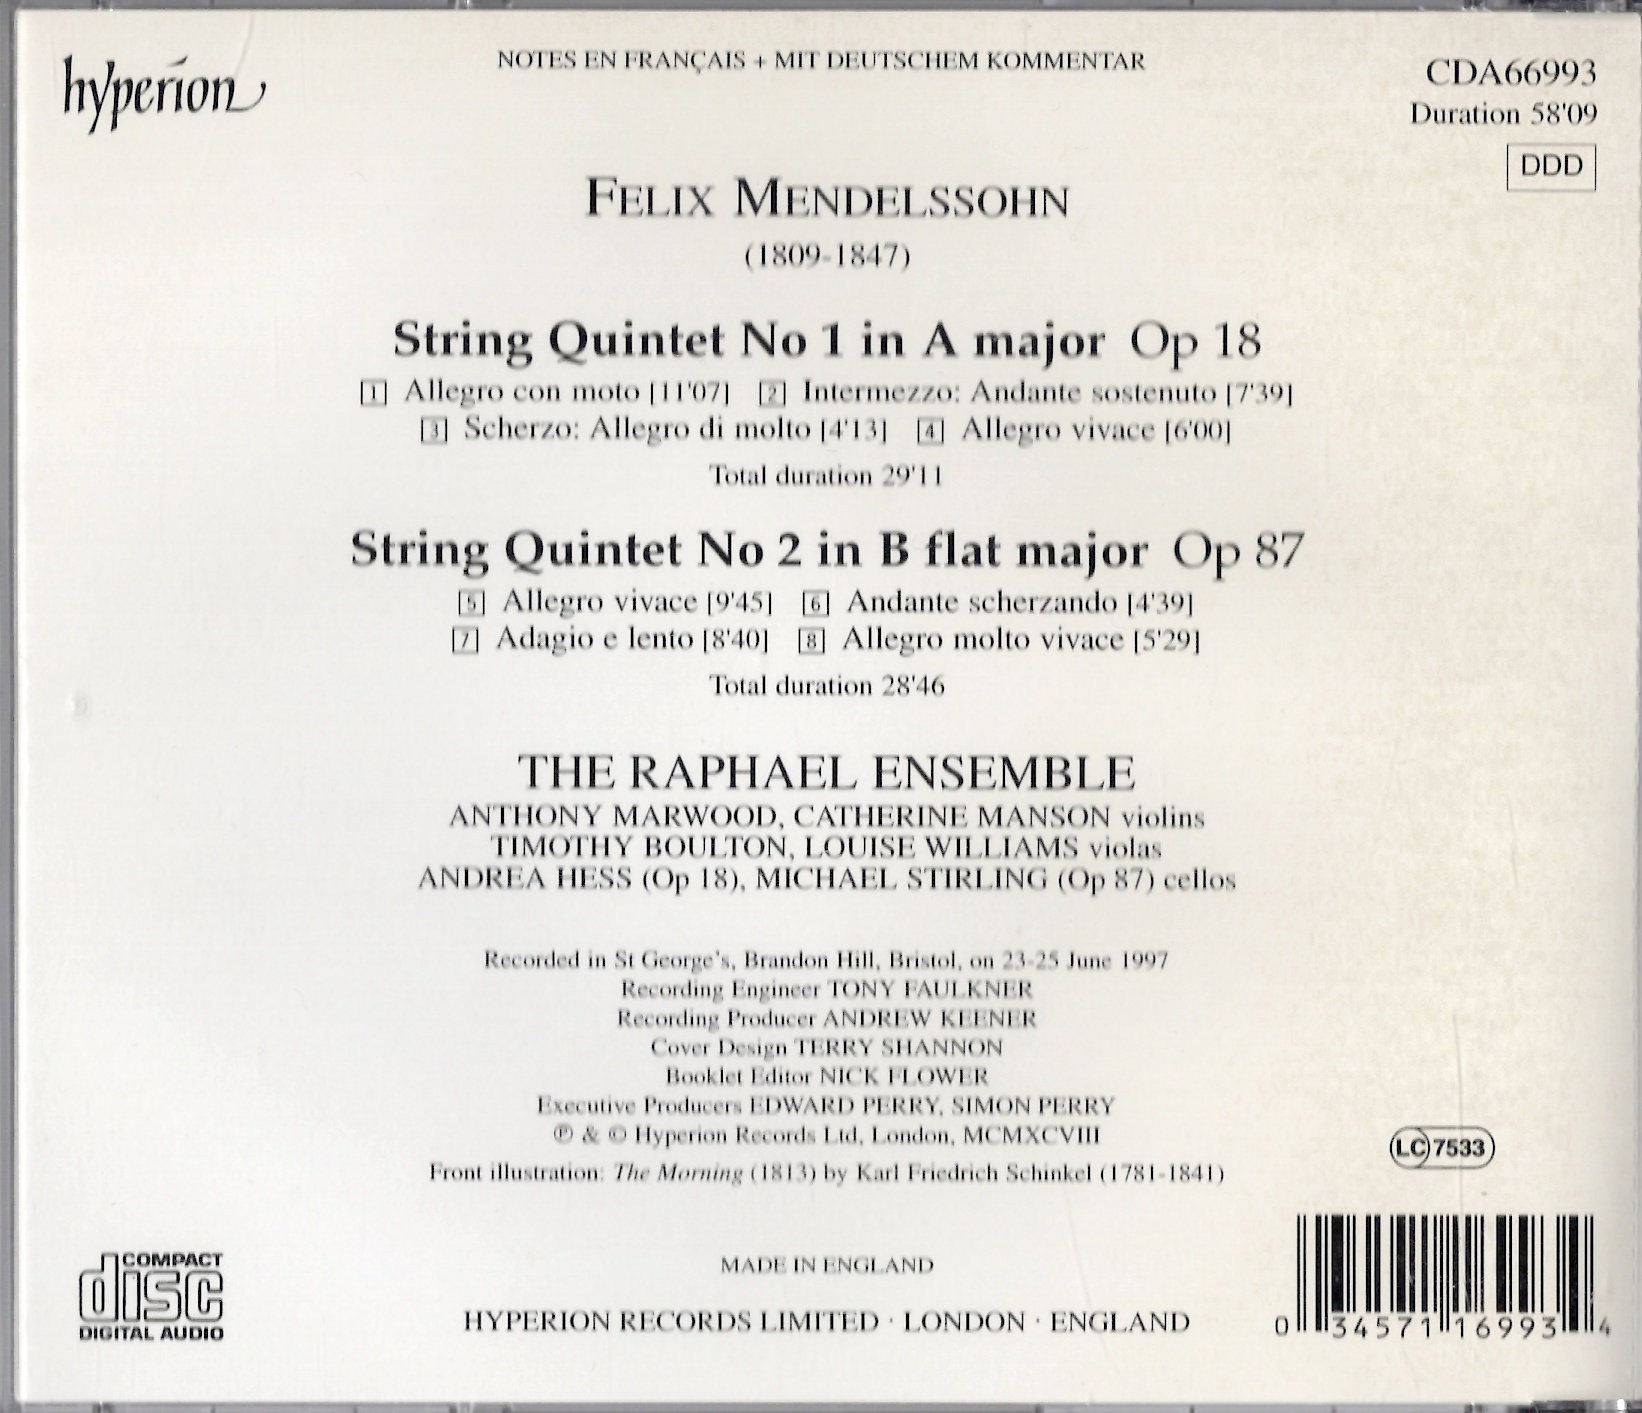 hyperion
NOTES EN FRANÇAIS + MIT DEUTSCHEM KOMMENTAR
CDA66993
Duration 58'09
DDD
FELIX MENDELSSOHN
(1809-1847)
String Quintet No 1 in A major Op 18
1 Allegro con moto [11'07] 2 Intermezzo: Andante sostenuto [7'39]
3 Scherzo: Allegro di molto [4'13] 4 Allegro vivace [6'00]
Total duration 29'11
String Quintet No 2 in B flat major Op 87
5 Allegro vivace [9'45] 6 Andante scherzando [4'39]
7 Adagio e lento [8'40] 8 Allegro molto vivace [5'29]
Total duration 28'46
THE RAPHAEL ENSEMBLE
ANTHONY MARWOOD, CATHERINE MANSON violins
TIMOTHY BOULTON, LOUISE WILLIAMS violas
ANDREA HESS (Op 18), MICHAEL STIRLING (Op 87) cellos
Recorded in St George's, Brandon Hill, Bristol, on 23-25 June 1997
Recording Engineer TONY FAULKNER
Recording Producer ANDREW KEENER
Cover Design TERRY SHANNON
Booklet Editor NICK FLOWER
Executive Producers EDWARD PERRY, SIMON PERRY
℗ & © Hyperion Records Ltd, London, MCMXCVIII
Front illustration: The Morning (1813) by Karl Friedrich Schinkel (1781-1841)
LC 7533
COMPACT
disc
DIGITAL AUDIO
MADE IN ENGLAND
HYPERION RECORDS LIMITED · LONDON · ENGLAND
0 34571 16993 4